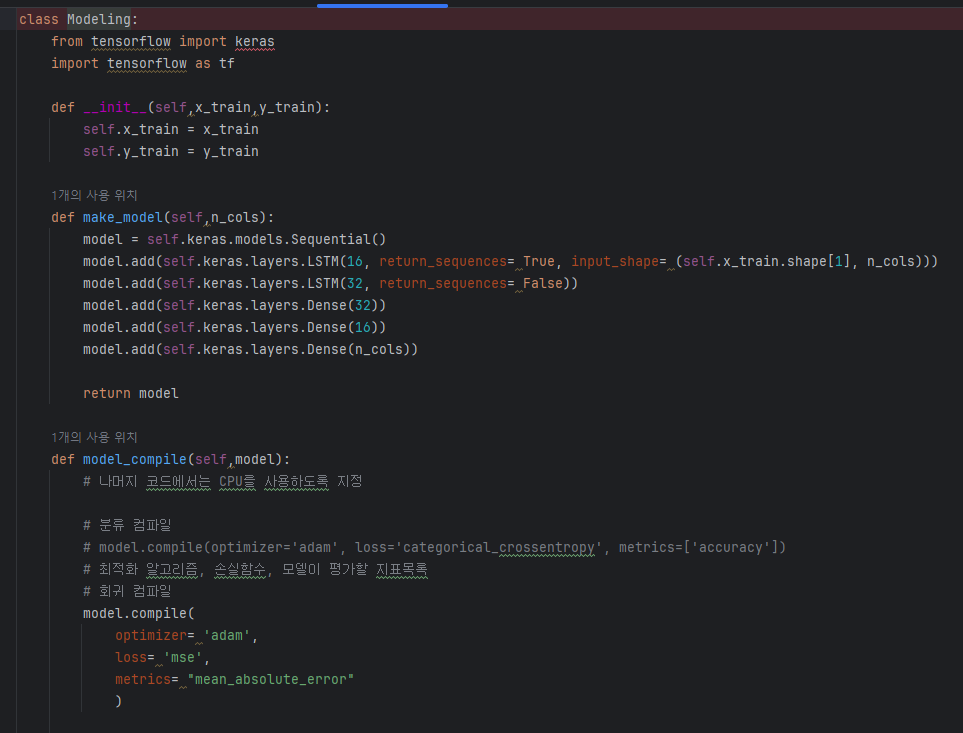 class Modeling:
from tensorflow import keras
import tensorflow as tf
def __init__(self,x_train,y_train):
self.x_train = x_train
self.y_train = y_train
1개의 사용 위치
def make_model(self,n_cols):
model = self.keras.models.Sequential()
model.add(self.keras.layers.LSTM(16, return_sequences= True, input_shape= (self.x_train.shape[1], n_cols)))
model.add(self.keras.layers.LSTM(32, return_sequences= False))
model.add(self.keras.layers.Dense(32))
model.add(self.keras.layers.Dense(16))
model.add(self.keras.layers.Dense(n_cols))
return model
1개의 사용 위치
def model_compile(self,model):
# 나머지 코드에서는 CPU를 사용하도록 지정
# 분류 컴파일
# model.compile(optimizer='adam', loss='categorical_crossentropy', metrics=['accuracy'])
# 최적화 알고리즘, 손실함수, 모델이 평가할 지표목록
# 회귀 컴파일
model.compile(
optimizer= 'adam',
loss= 'mse',
metrics= "mean_absolute_error"
)